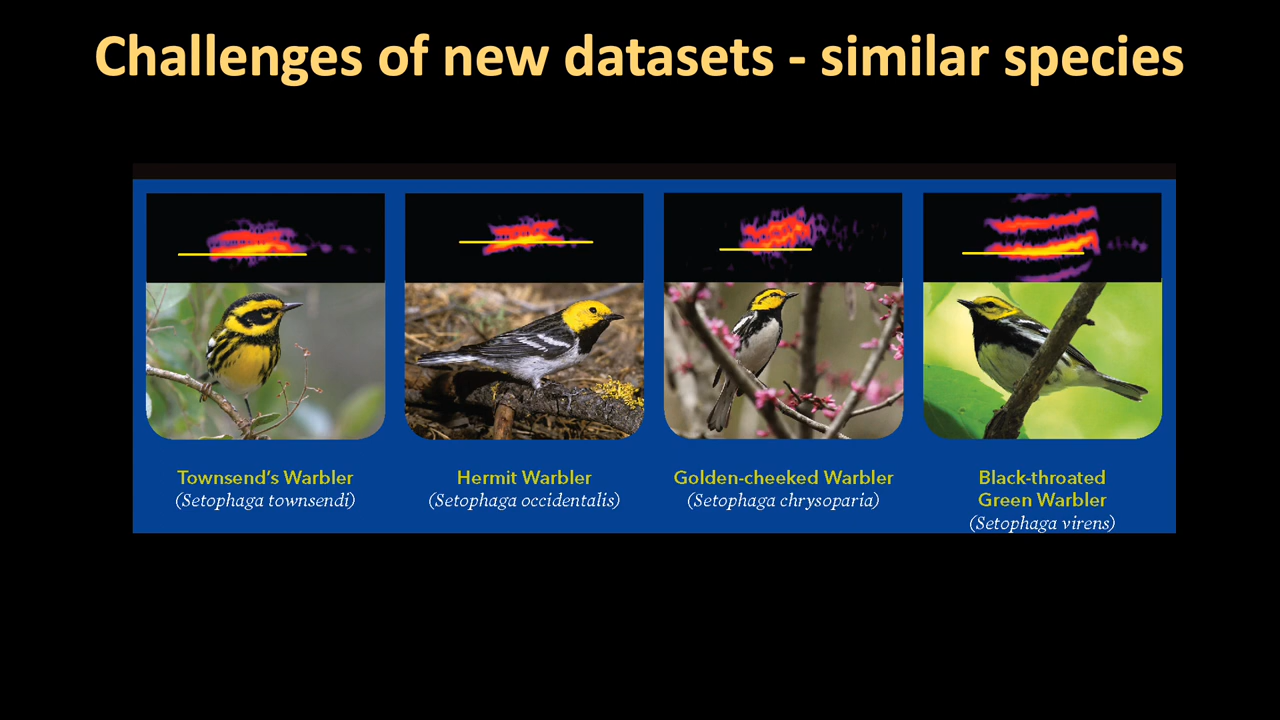 Challenges of new datasets - similar species
Townsend's Warbler
(Setophaga townsendi)
Hermit Warbler
(Setophaga occidentalis)
Golden-cheeked Warbler
(Setophaga chrysoparia)
Black-throated
Green Warbler
(Setophaga virens)